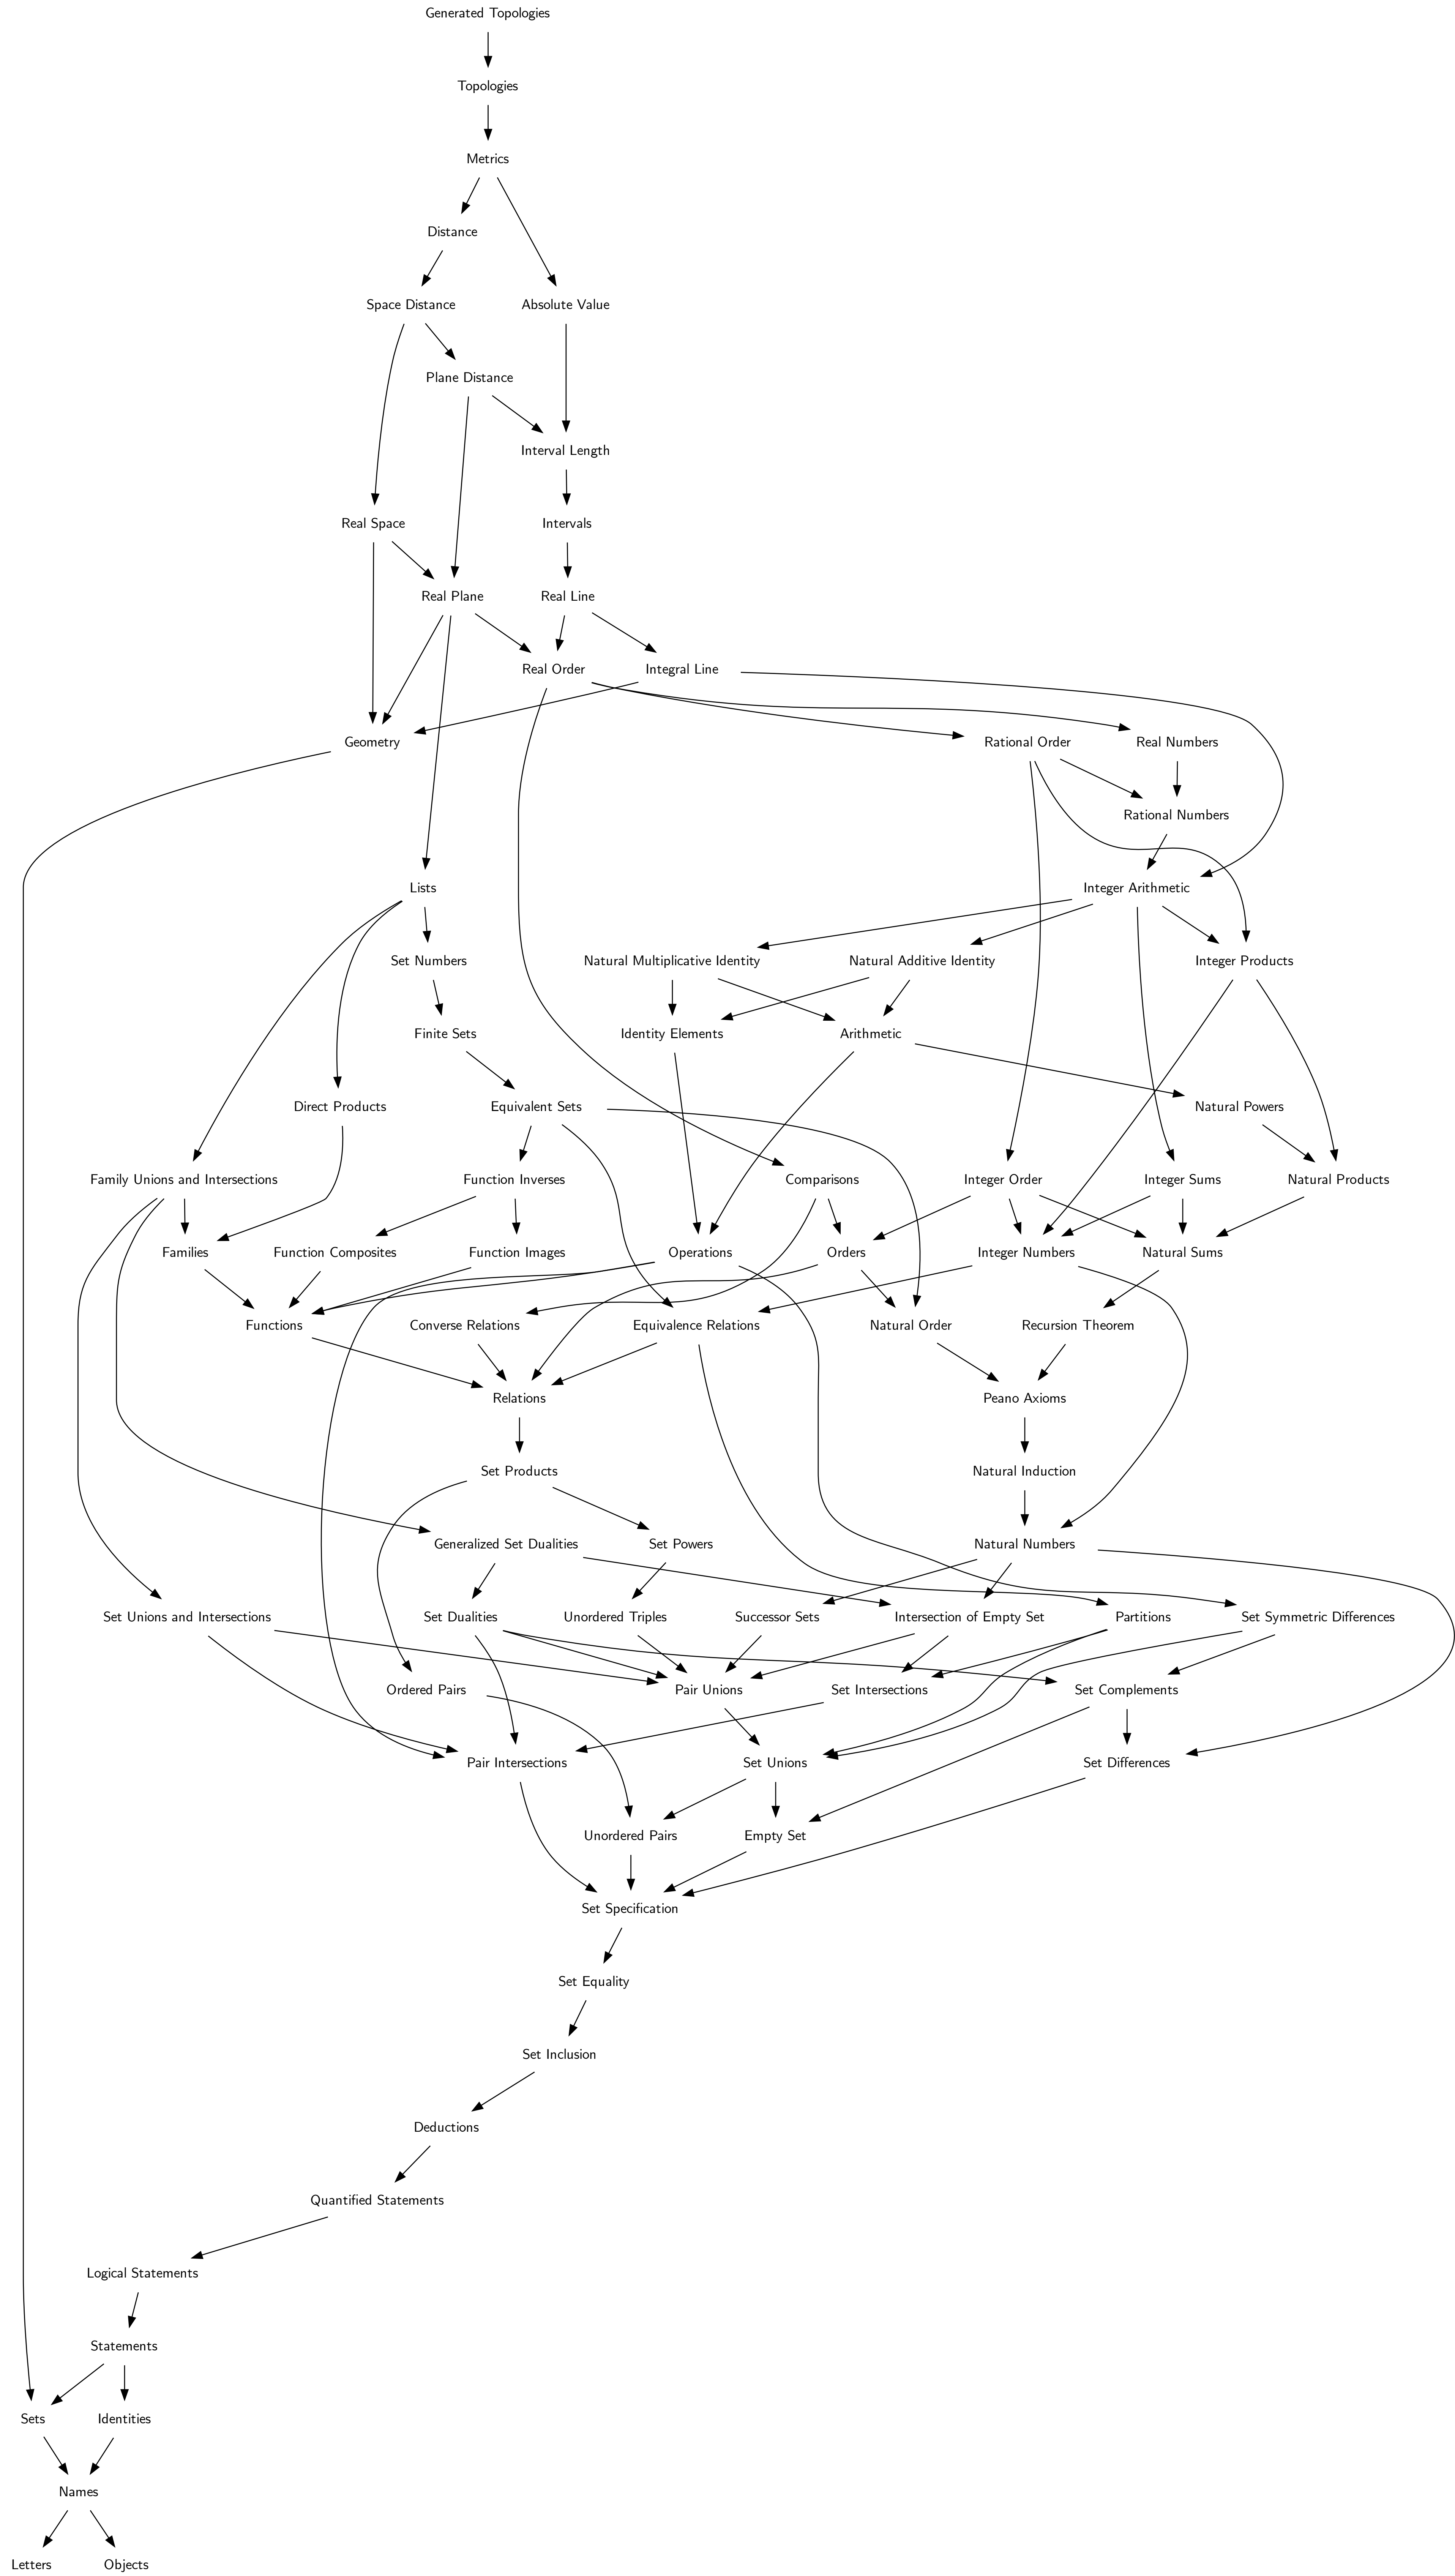 Generated Topologies
Topologies
Metrics
Distance
Space Distance
Absolute Value
Plane Distance
Interval Length
Real Space
Intervals
Real Plane
Real Line
Real Order
Integral Line
Geometry
Rational Order
Real Numbers
Rational Numbers
Lists
Integer Arithmetic
Set Numbers
Natural Multiplicative Identity
Natural Additive Identity
Integer Products
Finite Sets
Identity Elements
Arithmetic
Direct Products
Equivalent Sets
Natural Powers
Family Unions and Intersections
Function Inverses
Comparisons
Integer Order
Integer Sums
Natural Products
Families
Function Composites
Function Images
Operations
Orders
Integer Numbers
Natural Sums
Functions
Converse Relations
Equivalence Relations
Natural Order
Recursion Theorem
Relations
Peano Axioms
Set Products
Natural Induction
Generalized Set Dualities
Set Powers
Natural Numbers
Set Unions and Intersections
Set Dualities
Unordered Triples
Successor Sets
Intersection of Empty Set
Partitions
Set Symmetric Differences
Ordered Pairs
Pair Unions
Set Intersections
Set Complements
Pair Intersections
Set Unions
Set Differences
Unordered Pairs
Empty Set
Set Specification
Set Equality
Set Inclusion
Deductions
Quantified Statements
Logical Statements
Statements
Sets
Identities
Names
Letters
Objects